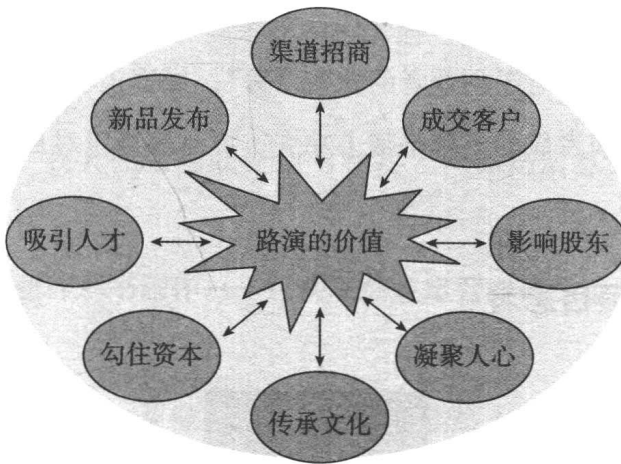 渠道招商
新品发布
成交客户
吸引人才
路演的价值
影响股东
勾住资本
凝聚人心
传承文化